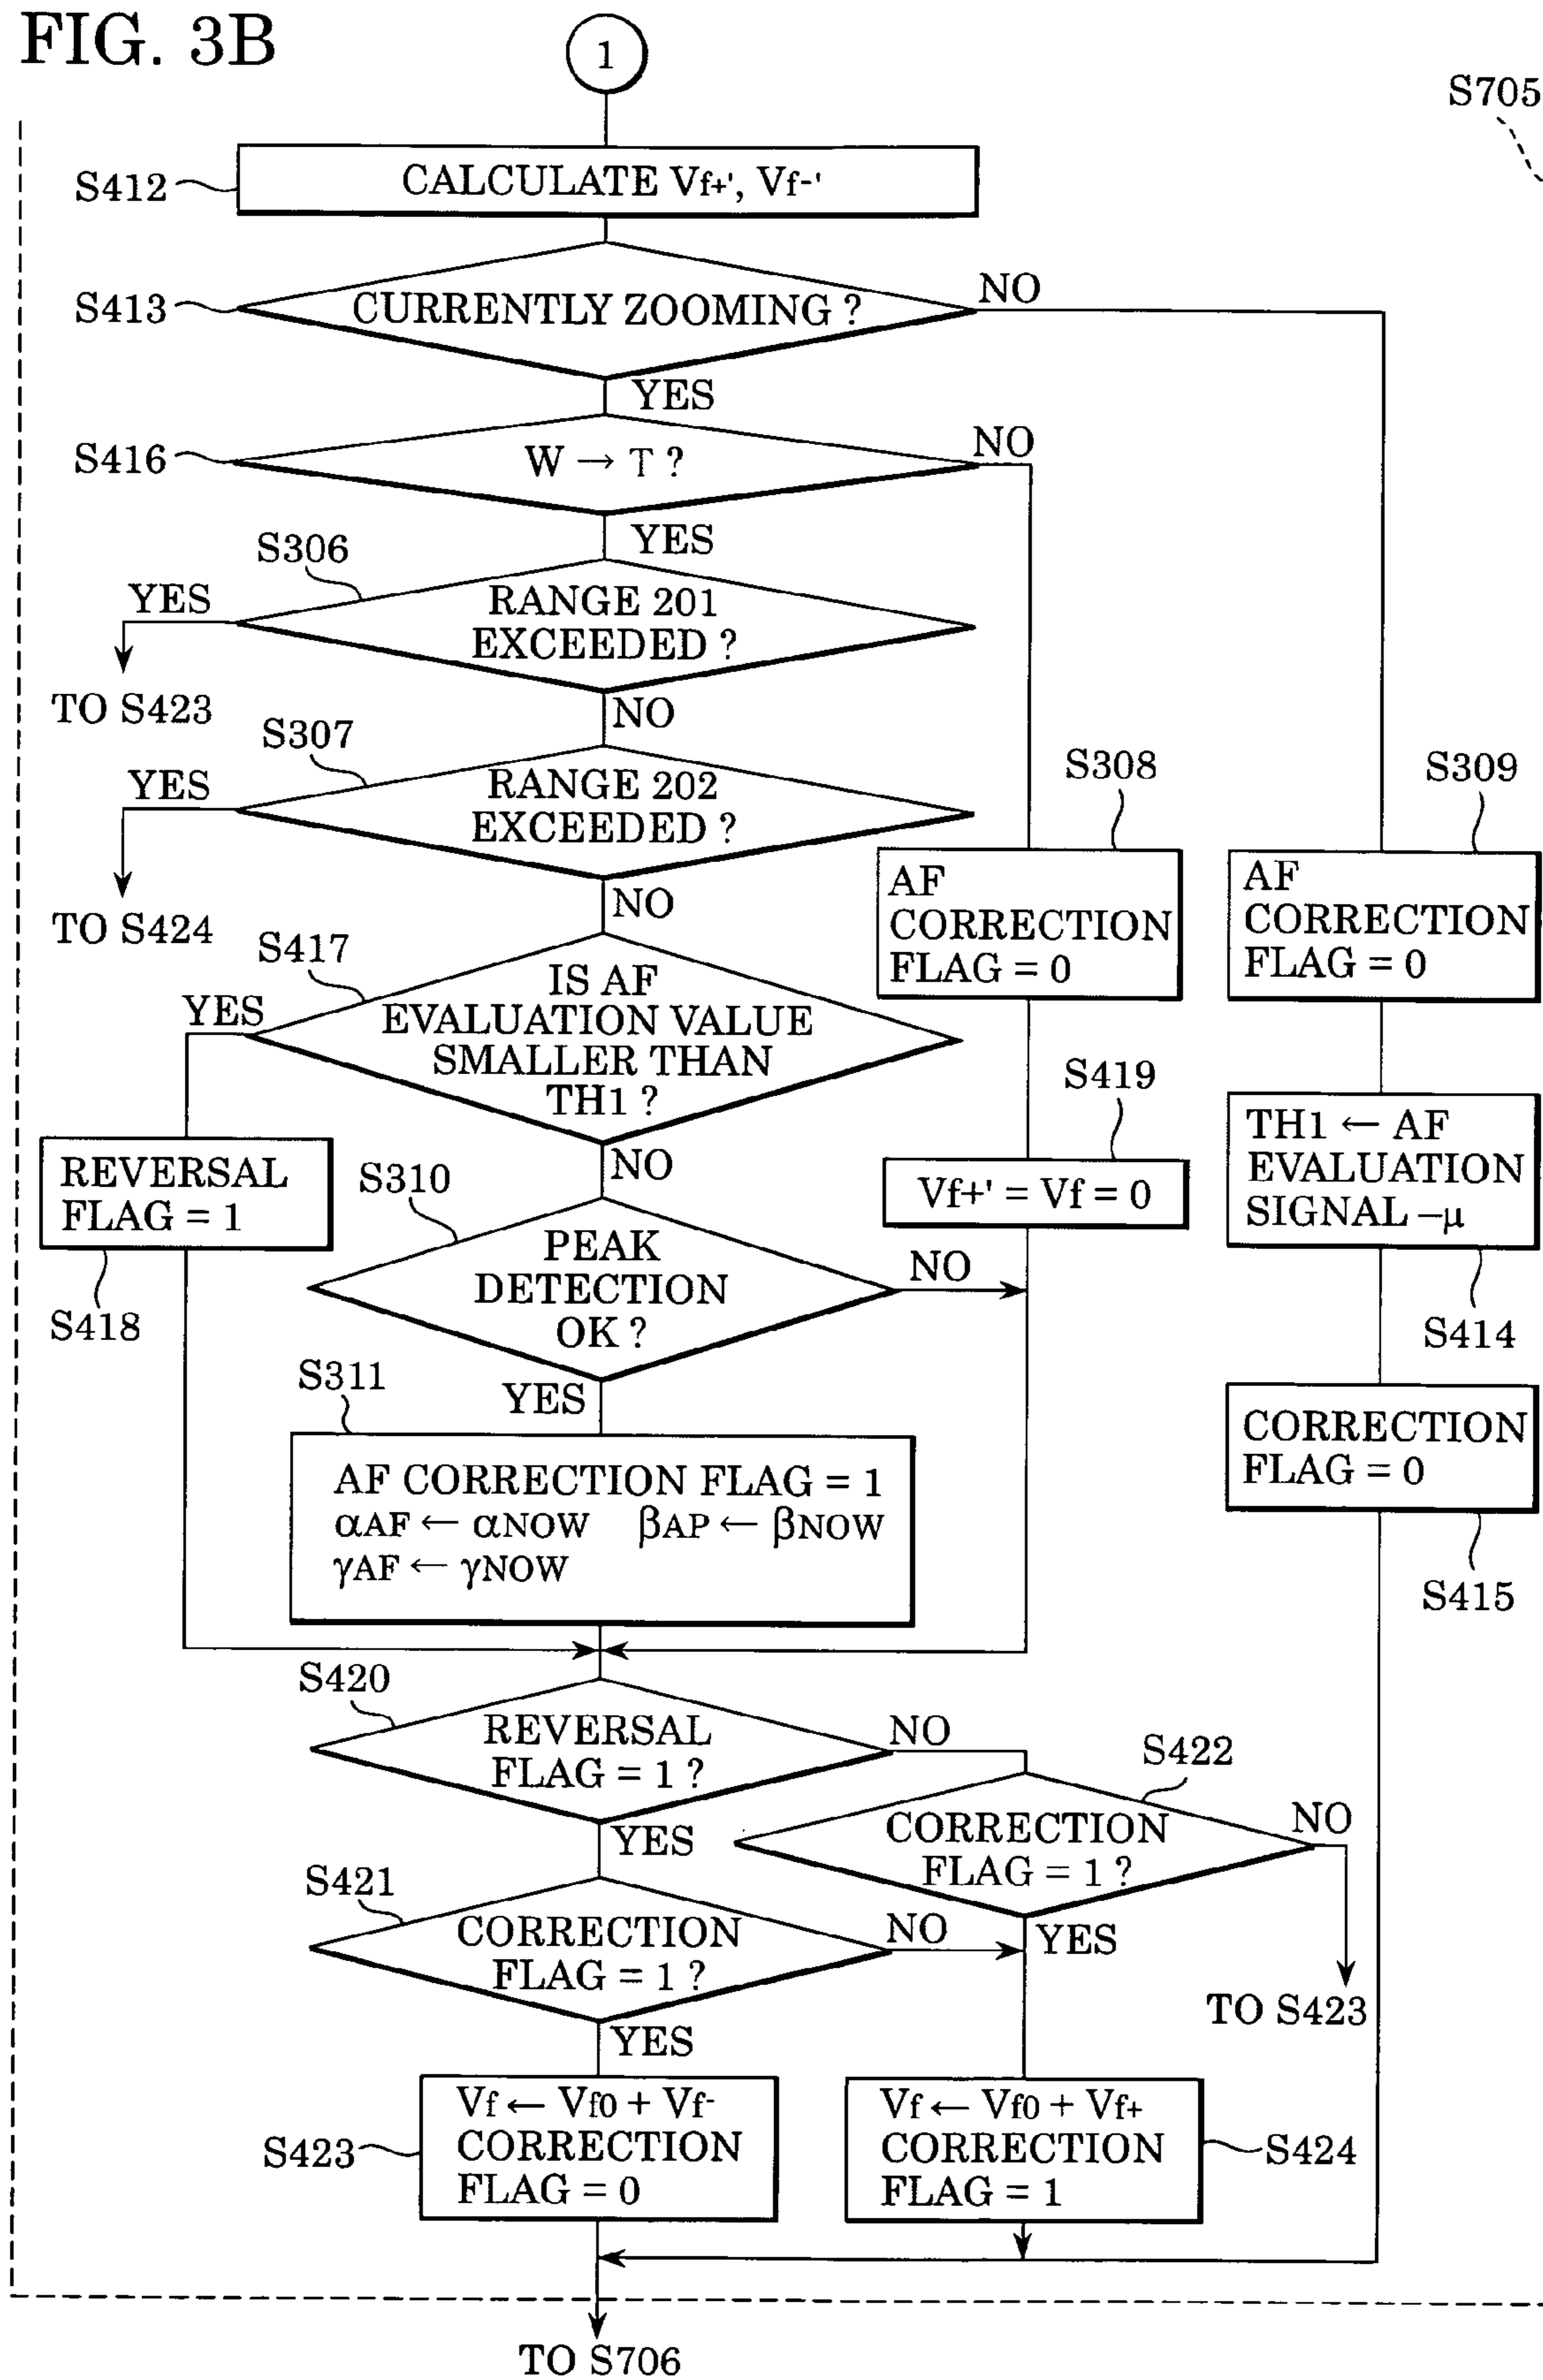 FIG. 3B
1
S705
S412
CALCULATE Vf+', Vf-'
S413
CURRENTLY ZOOMING ?
NO
YES
S416
W → T ?
NO
YES
S306
YES
RANGE 201
EXCEEDED ?
TO S423
NO
S307
YES
RANGE 202
EXCEEDED ?
TO S424
NO
S308
AF
CORRECTION
FLAG = 0
S309
AF
CORRECTION
FLAG = 0
S417
YES
IS AF
EVALUATION VALUE
SMALLER THAN
TH1 ?
NO
S419
Vf+' = Vf = 0
TH1 ← AF
EVALUATION
SIGNAL –μ
S414
REVERSAL
FLAG = 1
S418
S310
PEAK
DETECTION
OK ?
NO
YES
S311
AF CORRECTION FLAG = 1
αAF ← αNOW βAP ← βNOW
γAF ← γNOW
CORRECTION
FLAG = 0
S415
S420
REVERSAL
FLAG = 1 ?
NO
YES
S422
CORRECTION
FLAG = 1 ?
NO
YES
TO S423
S421
CORRECTION
FLAG = 1 ?
NO
YES
S423
Vf ← Vf0 + Vf-
CORRECTION
FLAG = 0
Vf ← Vf0 + Vf+
CORRECTION
FLAG = 1
S424
TO S706